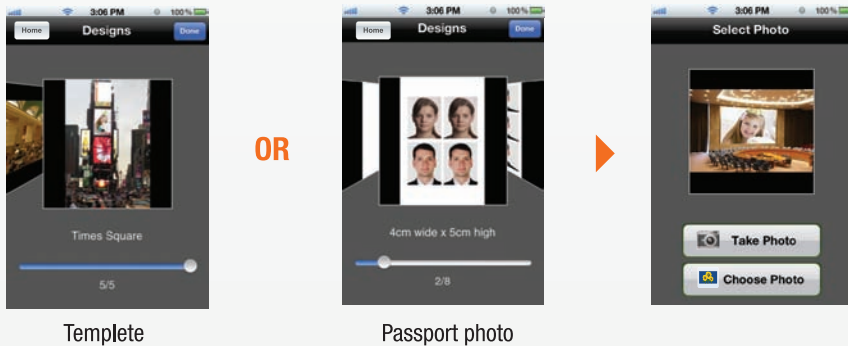 3:06 PM 100%
Home Designs Done
Times Square
5/5
Templete
OR
3:06 PM 100%
Home Designs Done
4cm wide x 5cm high
2/8
Passport photo
3:06 PM 100%
Select Photo
Take Photo
Choose Photo